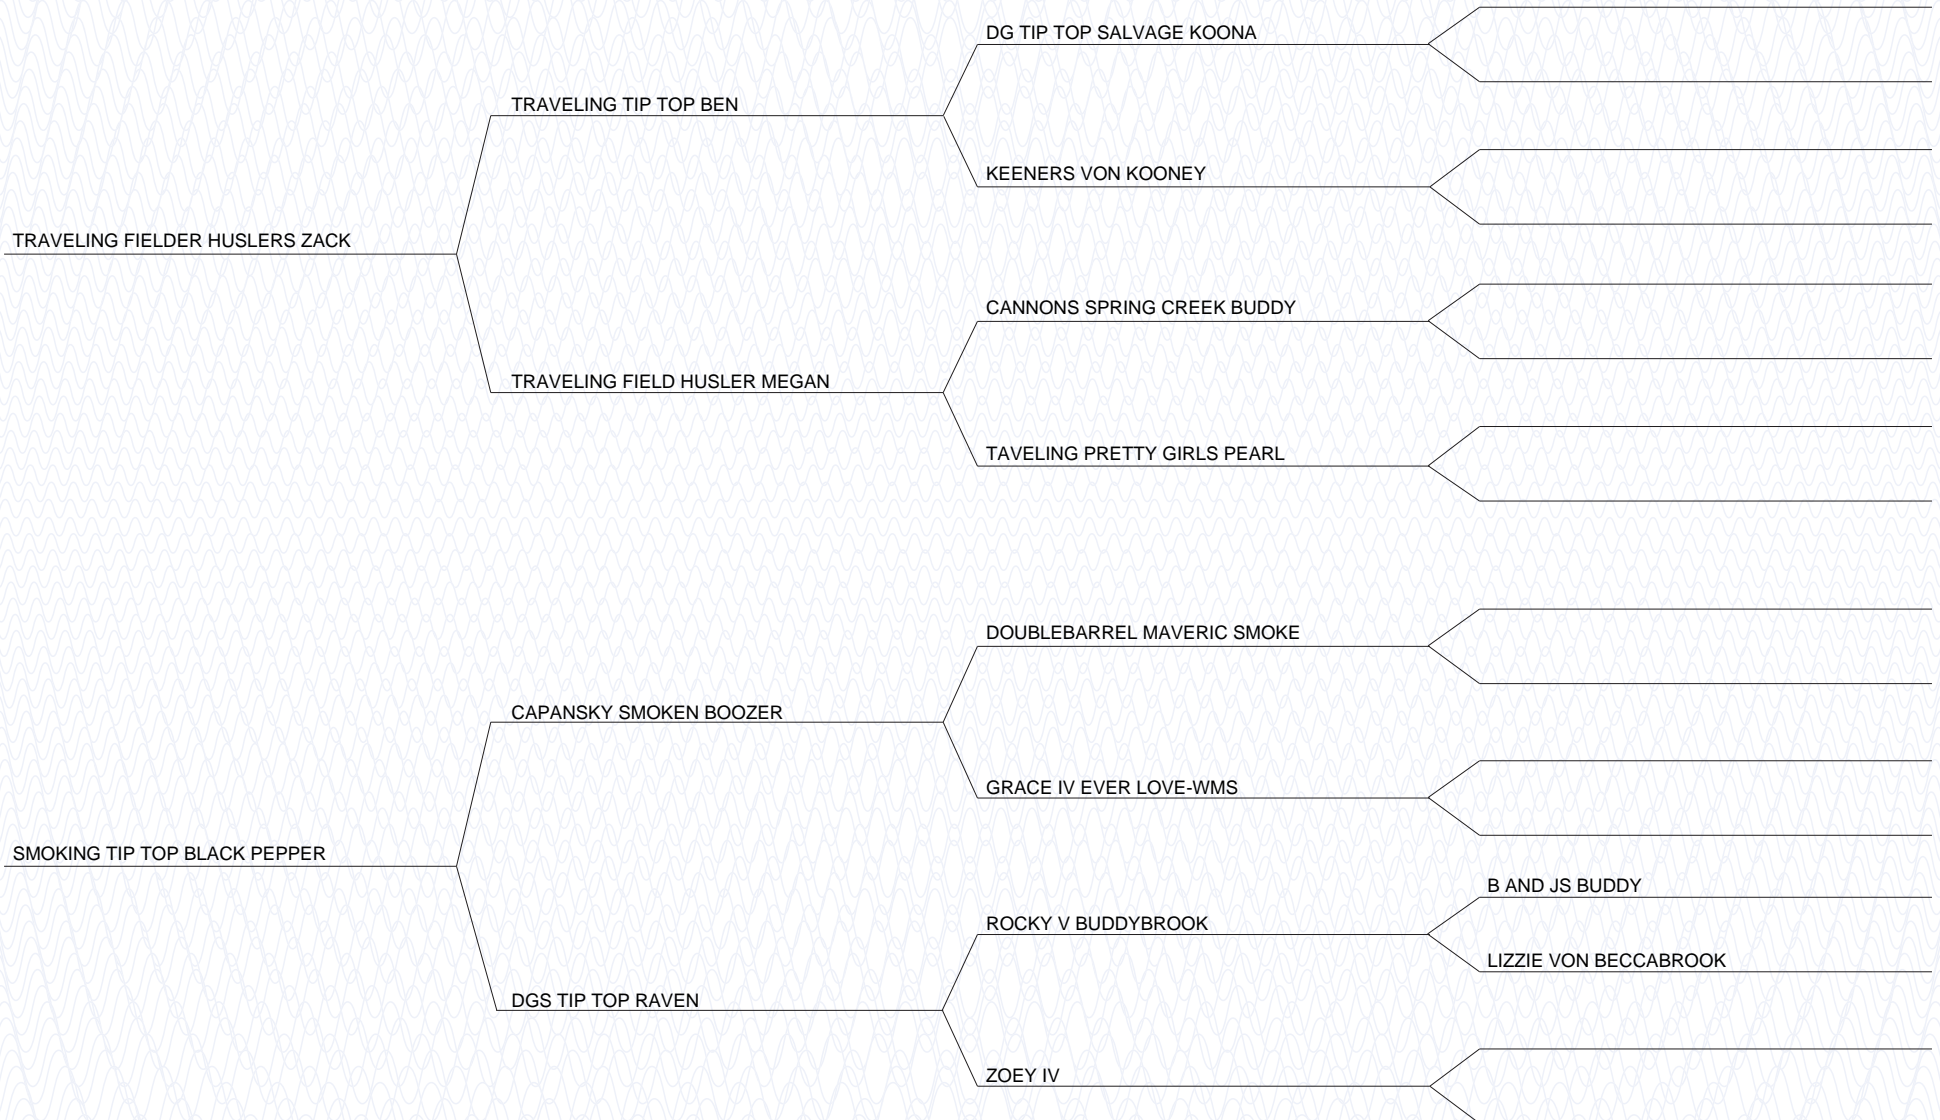 DG TIP TOP SALVAGE KOONA
TRAVELING TIP TOP BEN
KEENERS VON KOONEY
TRAVELING FIELDER HUSLERS ZACK
CANNONS SPRING CREEK BUDDY
TRAVELING FIELD HUSLER MEGAN
TAVELING PRETTY GIRLS PEARL
DOUBLEBARREL MAVERIC SMOKE
CAPANSKY SMOKEN BOOZER
GRACE IV EVER LOVE-WMS
SMOKING TIP TOP BLACK PEPPER
B AND JS BUDDY
ROCKY V BUDDYBROOK
LIZZIE VON BECCABROOK
DGS TIP TOP RAVEN
ZOEY IV